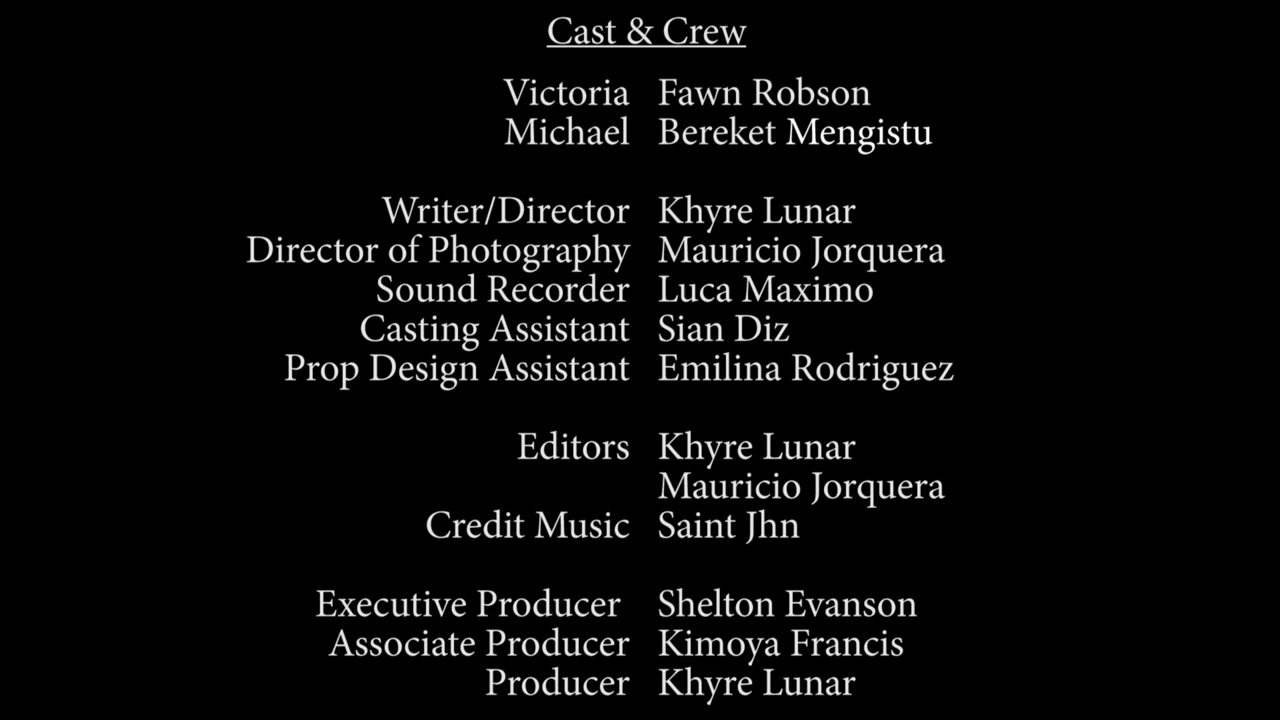 Cast & Crew
Victoria Fawn Robson
Michael Bereket Mengistu
Writer/Director Khyre Lunar
Director of Photography Mauricio Jorquera
Sound Recorder Luca Maximo
Casting Assistant Sian Diz
Prop Design Assistant Emilina Rodriguez
Editors Khyre Lunar
Mauricio Jorquera
Credit Music Saint Jhn
Executive Producer Shelton Evanson
Associate Producer Kimoya Francis
Producer Khyre Lunar